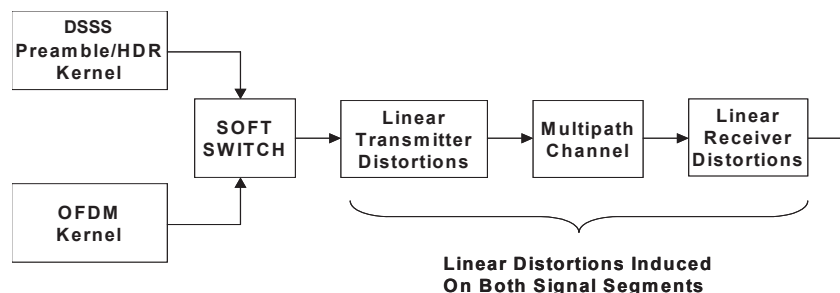 DSSS
Preamble/HDR
Kernel
SOFT
SWITCH
Linear
Transmitter
Distortions
Multipath
Channel
Linear
Receiver
Distortions
OFDM
Kernel
Linear Distortions Induced
On Both Signal Segments